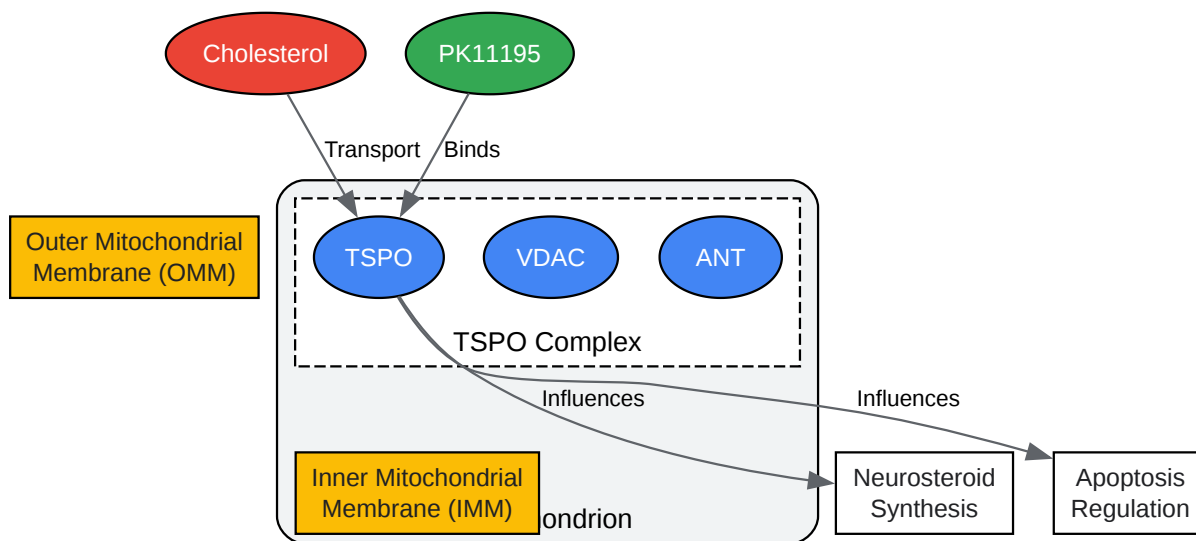 Cholesterol
PK11195
Transport
Binds
Outer Mitochondrial
Membrane (OMM)
TSPO
VDAC
ANT
TSPO Complex
Influences
Influences
Inner Mitochondrial
Membrane (IMM)
Neurosteroid
Synthesis
Apoptosis
Regulation